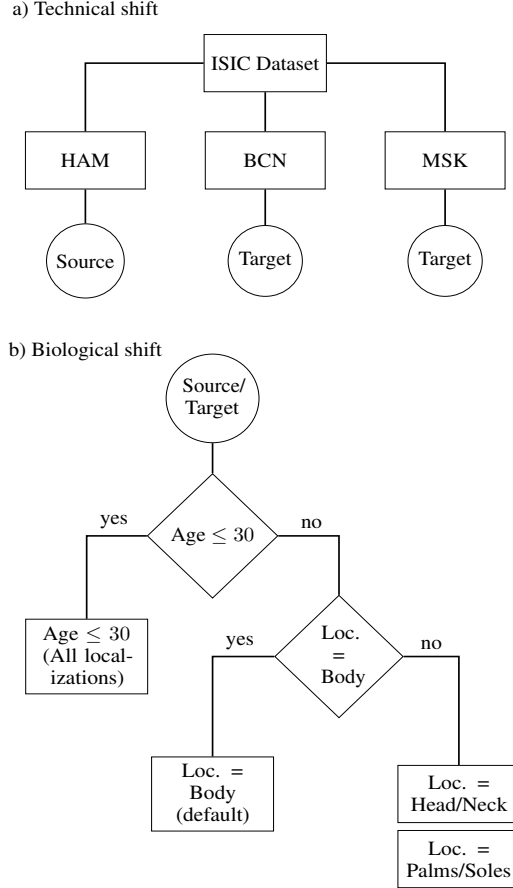 a) Technical shift
ISIC Dataset
HAM
BCN
MSK
Source
Target
Target
b) Biological shift
Source/
Target
yes
Age ≤ 30
no
Age ≤ 30
(All local-
izations)
yes
Loc.
=
Body
no
Loc. =
Body
(default)
Loc. =
Head/Neck
Loc. =
Palms/Soles